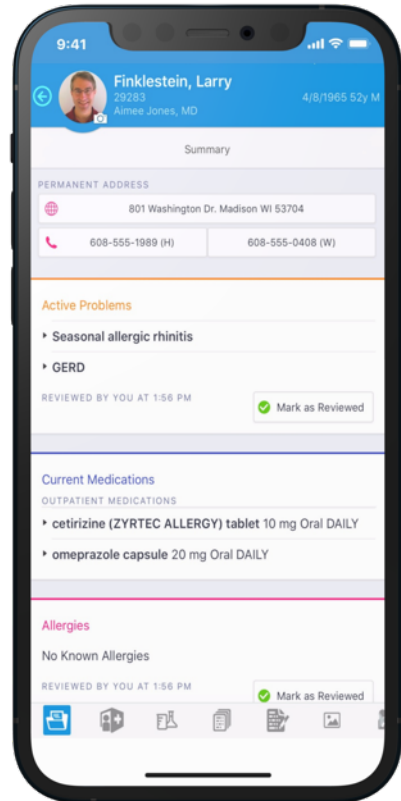 9:41
Finklestein, Larry
29283
4/8/1965 52y M
Aimee Jones, MD
Summary
PERMANENT ADDRESS
801 Washington Dr. Madison WI 53704
608-555-1989 (H) 608-555-0408 (W)
Active Problems
Seasonal allergic rhinitis
GERD
REVIEWED BY YOU AT 1:56 PM
Mark as Reviewed
Current Medications
OUTPATIENT MEDICATIONS
cetirizine (ZYRTEC ALLERGY) tablet 10 mg Oral DAILY
omeprazole capsule 20 mg Oral DAILY
Allergies
No Known Allergies
REVIEWED BY YOU AT 1:56 PM
Mark as Reviewed